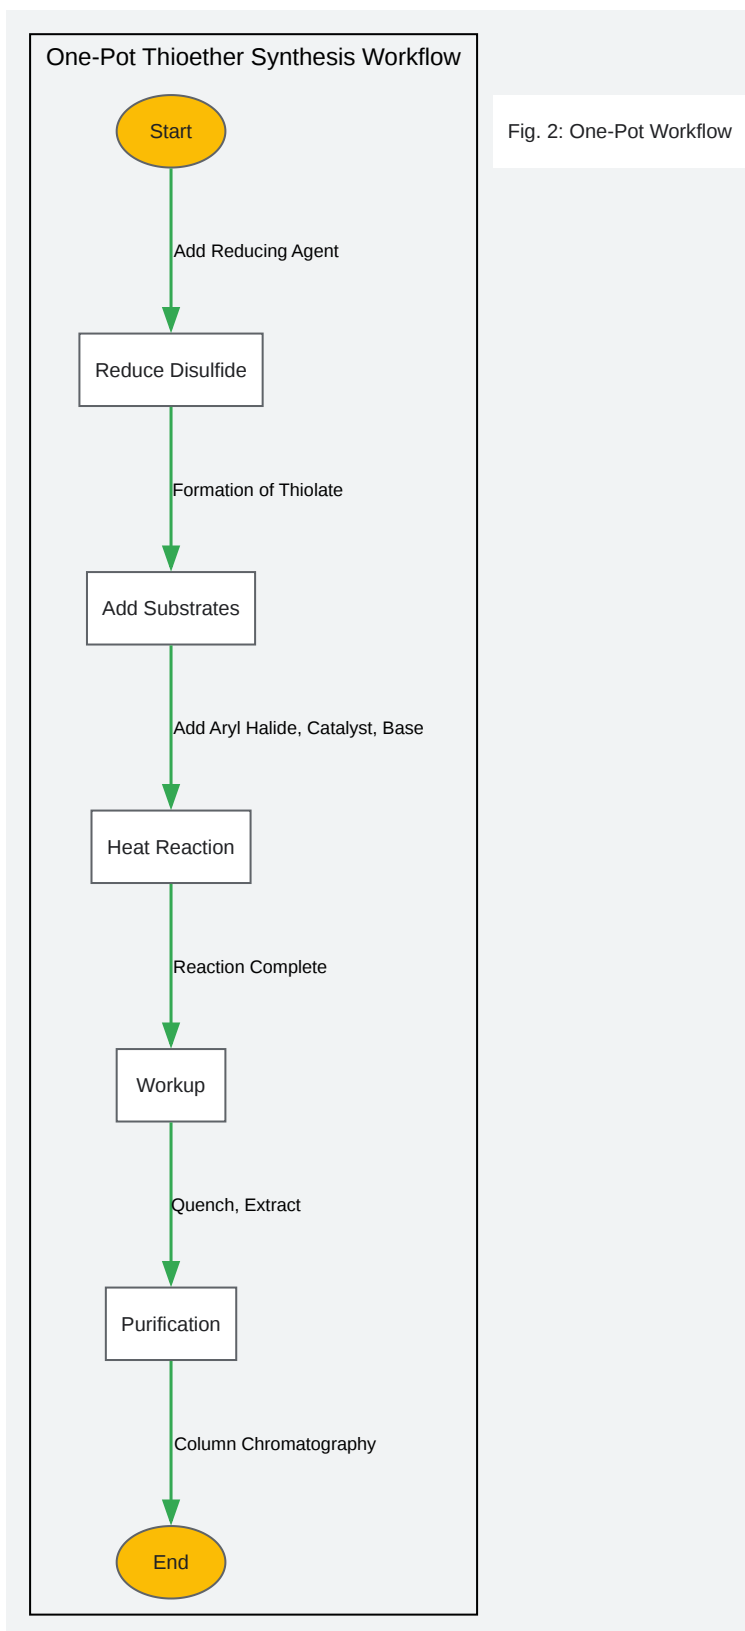 One-Pot Thioether Synthesis Workflow
Start
Fig. 2: One-Pot Workflow
Add Reducing Agent
Reduce Disulfide
Formation of Thiolate
Add Substrates
Add Aryl Halide, Catalyst, Base
Heat Reaction
Reaction Complete
Workup
Quench, Extract
Purification
Column Chromatography
End